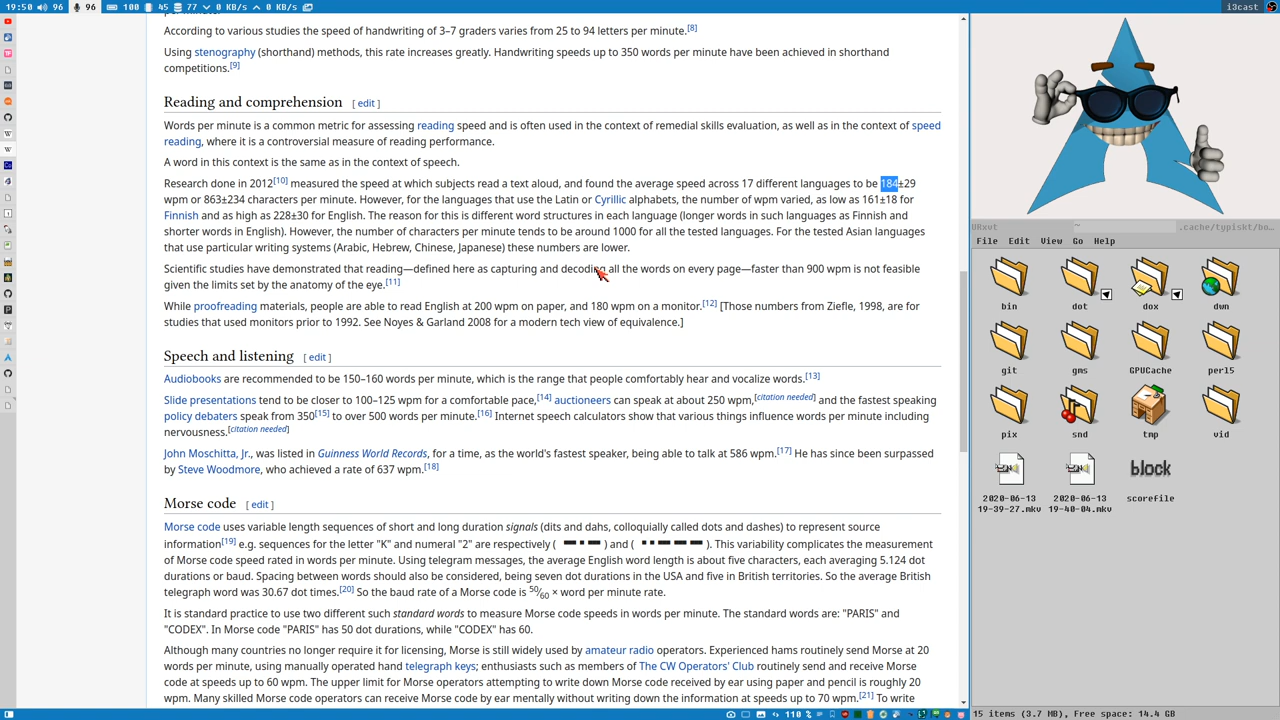 19:50 96 96 100 45 77 0 KB/s 0 KB/s
i3cast
According to various studies the speed of handwriting of 3–7 graders varies from 25 to 94 letters per minute.[8]
Using stenography (shorthand) methods, this rate increases greatly. Handwriting speeds up to 350 words per minute have been achieved in shorthand
competitions.[9]
Reading and comprehension [ edit ]
Words per minute is a common metric for assessing reading speed and is often used in the context of remedial skills evaluation, as well as in the context of speed
reading, where it is a controversial measure of reading performance.
A word in this context is the same as in the context of speech.
Research done in 2012[10] measured the speed at which subjects read a text aloud, and found the average speed across 17 different languages to be 184±29
wpm or 863±234 characters per minute. However, for the languages that use the Latin or Cyrillic alphabets, the number of wpm varied, as low as 161±18 for
Finnish and as high as 228±30 for English. The reason for this is different word structures in each language (longer words in such languages as Finnish and
shorter words in English). However, the number of characters per minute tends to be around 1000 for all the tested languages. For the tested Asian languages
that use particular writing systems (Arabic, Hebrew, Chinese, Japanese) these numbers are lower.
Scientific studies have demonstrated that reading—defined here as capturing and decoding all the words on every page—faster than 900 wpm is not feasible
given the limits set by the anatomy of the eye.[11]
While proofreading materials, people are able to read English at 200 wpm on paper, and 180 wpm on a monitor.[12] [Those numbers from Ziefle, 1998, are for
studies that used monitors prior to 1992. See Noyes & Garland 2008 for a modern tech view of equivalence.]
Speech and listening [ edit ]
Audiobooks are recommended to be 150–160 words per minute, which is the range that people comfortably hear and vocalize words.[13]
Slide presentations tend to be closer to 100–125 wpm for a comfortable pace,[14] auctioneers can speak at about 250 wpm,[citation needed] and the fastest speaking
policy debaters speak from 350[15] to over 500 words per minute.[16] Internet speech calculators show that various things influence words per minute including
nervousness.[citation needed]
John Moschitta, Jr., was listed in Guinness World Records, for a time, as the world's fastest speaker, being able to talk at 586 wpm.[17] He has since been surpassed
by Steve Woodmore, who achieved a rate of 637 wpm.[18]
Morse code [ edit ]
Morse code uses variable length sequences of short and long duration signals (dits and dahs, colloquially called dots and dashes) to represent source
information[19] e.g. sequences for the letter "K" and numeral "2" are respectively ( ▬ ▪ ▬ ) and ( ▪ ▪ ▬ ▬ ▬ ). This variability complicates the measurement
of Morse code speed rated in words per minute. Using telegram messages, the average English word length is about five characters, each averaging 5.124 dot
durations or baud. Spacing between words should also be considered, being seven dot durations in the USA and five in British territories. So the average British
telegraph word was 30.67 dot times.[20] So the baud rate of a Morse code is 50⁄60 × word per minute rate.
It is standard practice to use two different such standard words to measure Morse code speeds in words per minute. The standard words are: "PARIS" and
"CODEX". In Morse code "PARIS" has 50 dot durations, while "CODEX" has 60.
Although many countries no longer require it for licensing, Morse is still widely used by amateur radio operators. Experienced hams routinely send Morse at 20
words per minute, using manually operated hand telegraph keys; enthusiasts such as members of The CW Operators' Club routinely send and receive Morse
code at speeds up to 60 wpm. The upper limit for Morse operators attempting to write down Morse code received by ear using paper and pencil is roughly 20
wpm. Many skilled Morse code operators can receive Morse code by ear mentally without writing down the information at speeds up to 70 wpm.[21] To write
URxvt ~ .cache/typiskt/bo...
File Edit View Go Help
bin dot dox dwn
git gms GPUCache perl5
pix snd tmp vid
block
2020-06-13 2020-06-13 scorefile
19-39-27.mkv 19-40-04.mkv
15 items (3.7 MB), Free space: 14.4 GB
110